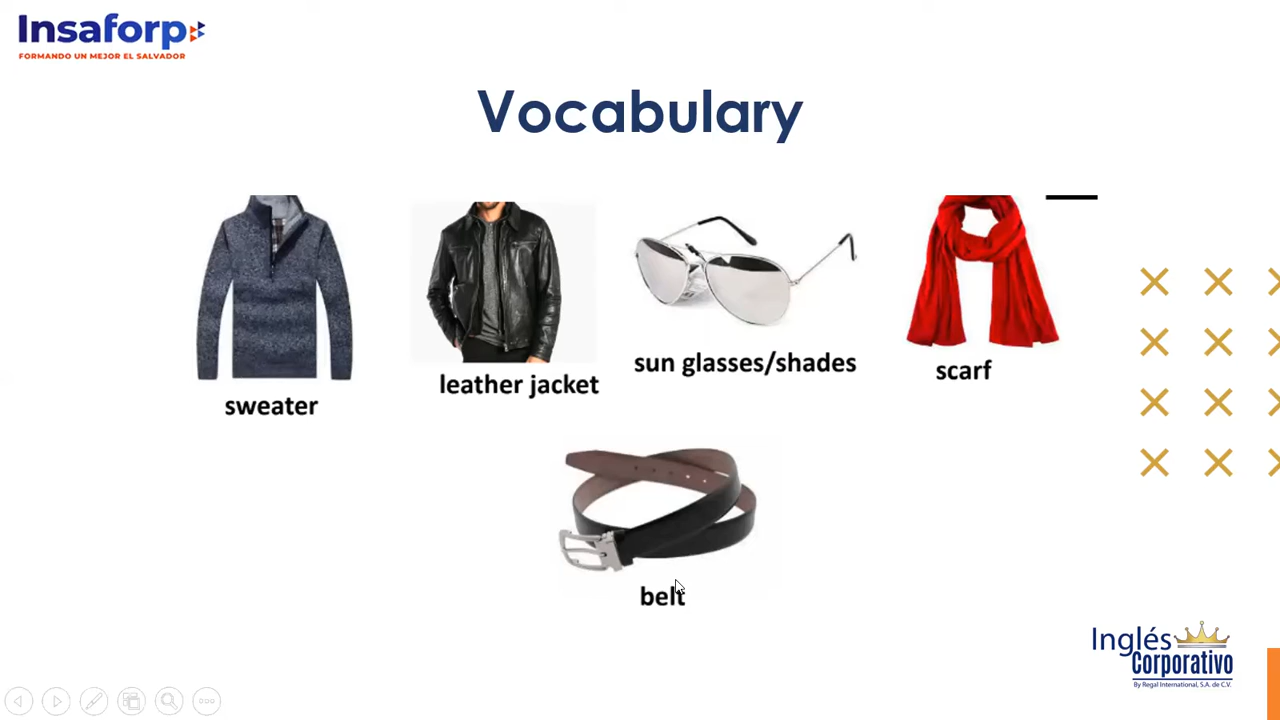 Insaforp
FORMANDO UN MEJOR EL SALVADOR
Vocabulary
sweater
leather jacket
sun glasses/shades
scarf
belt
Inglés
Corporativo
By Regal International, S.A. de C.V.